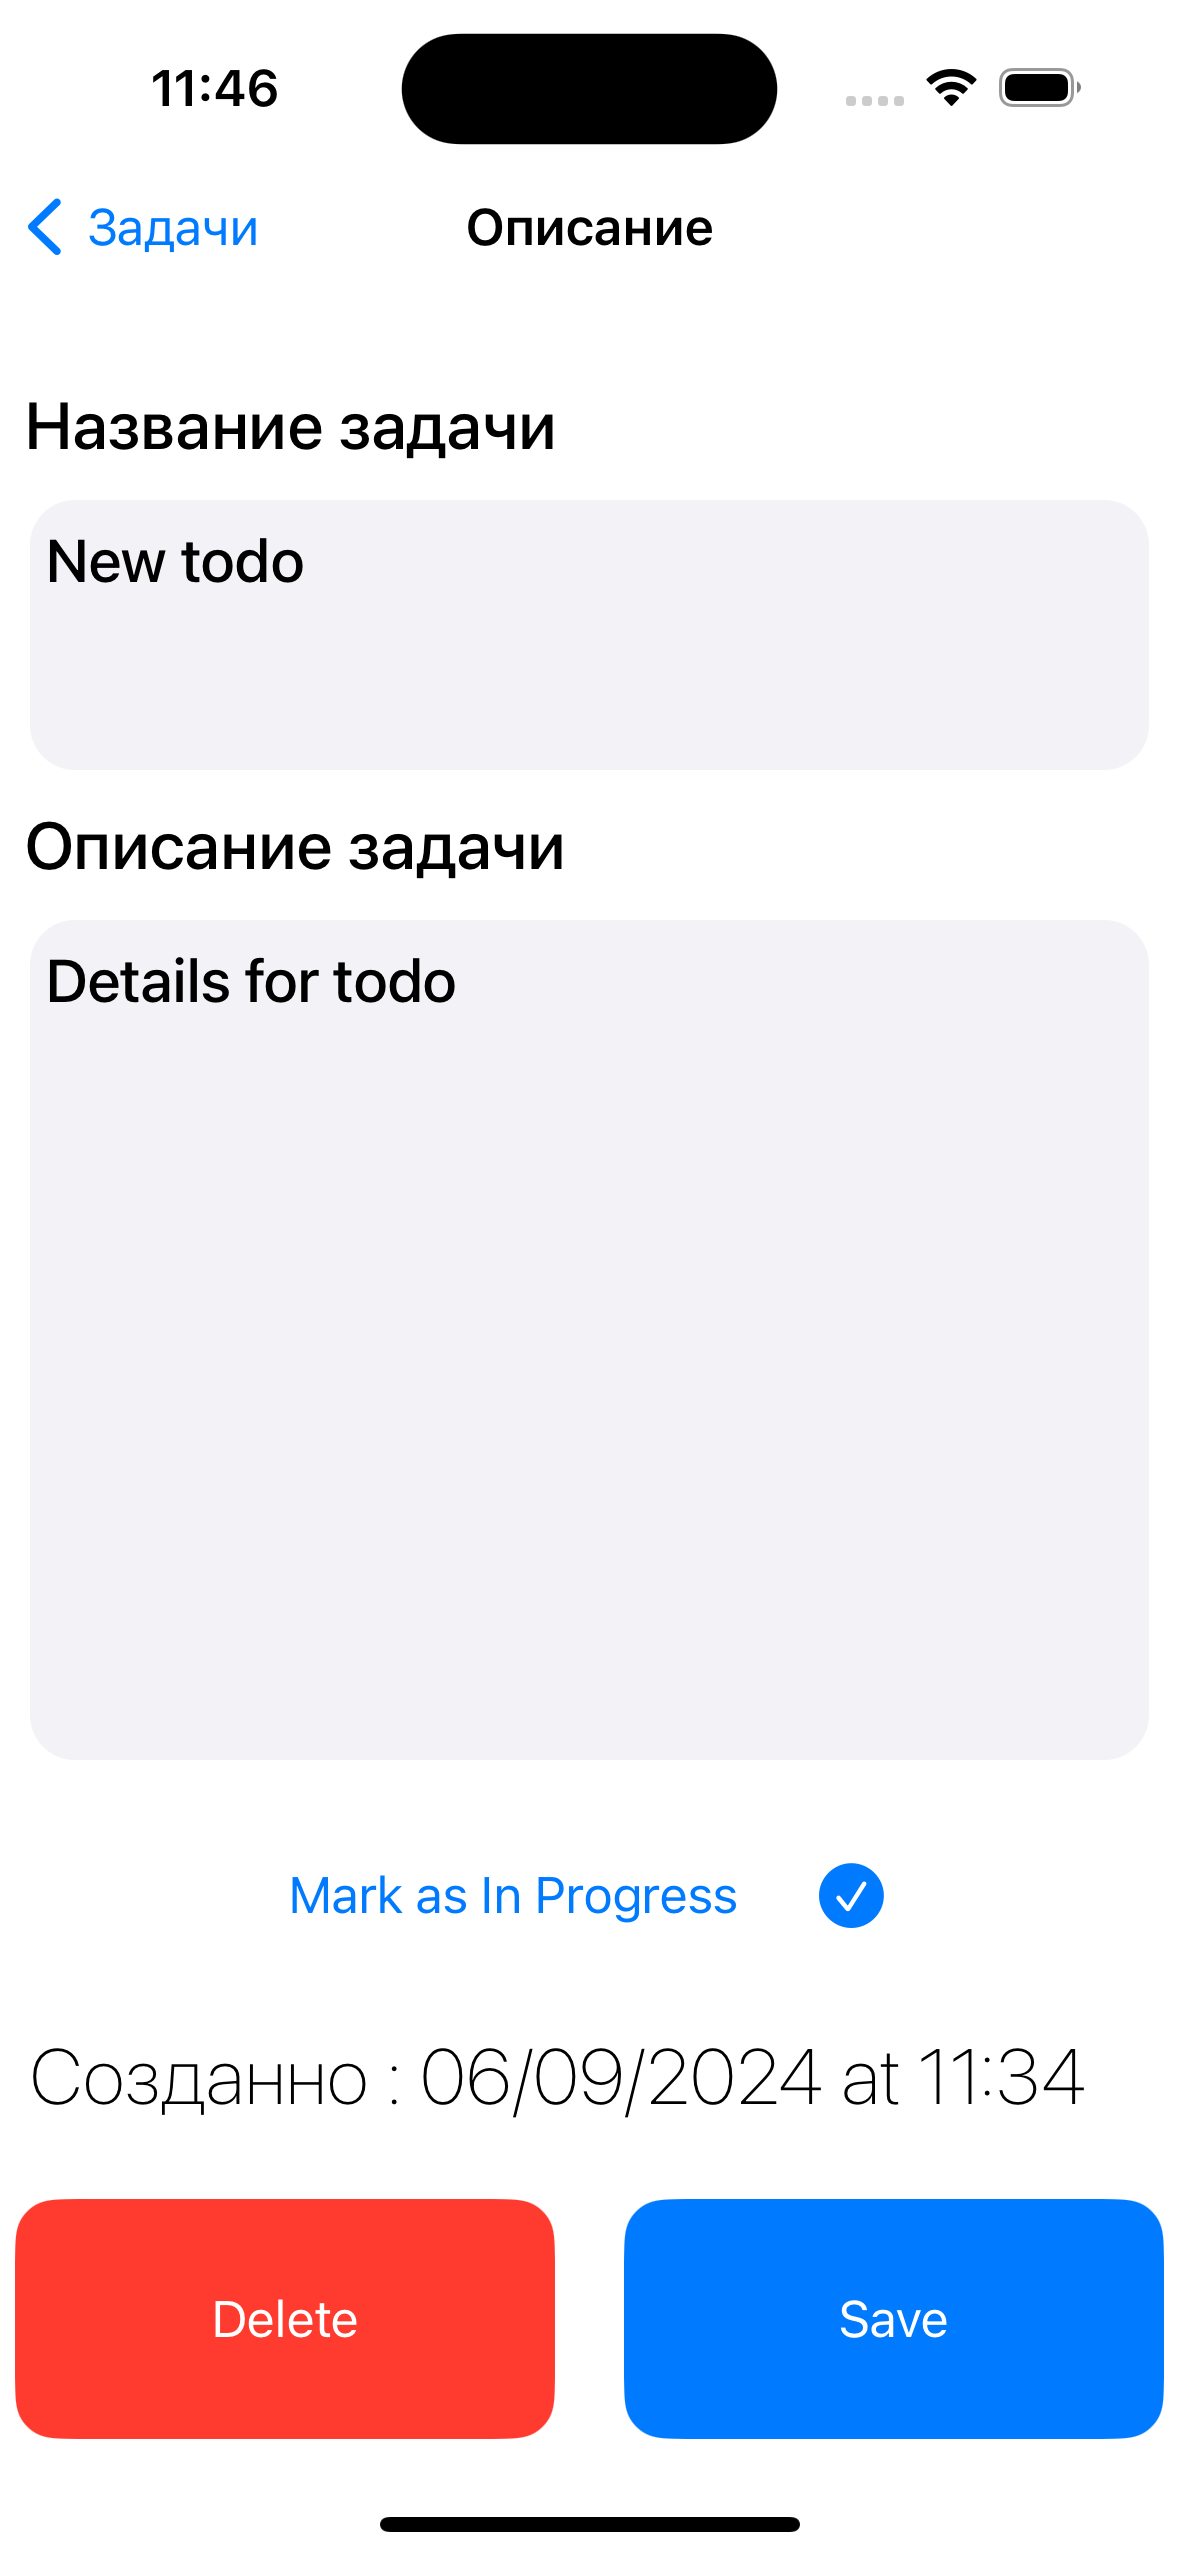 11:46
Задачи
Описание
Название задачи
New todo
Описание задачи
Details for todo
Mark as In Progress
Созданно : 06/09/2024 at 11:34
Delete
Save